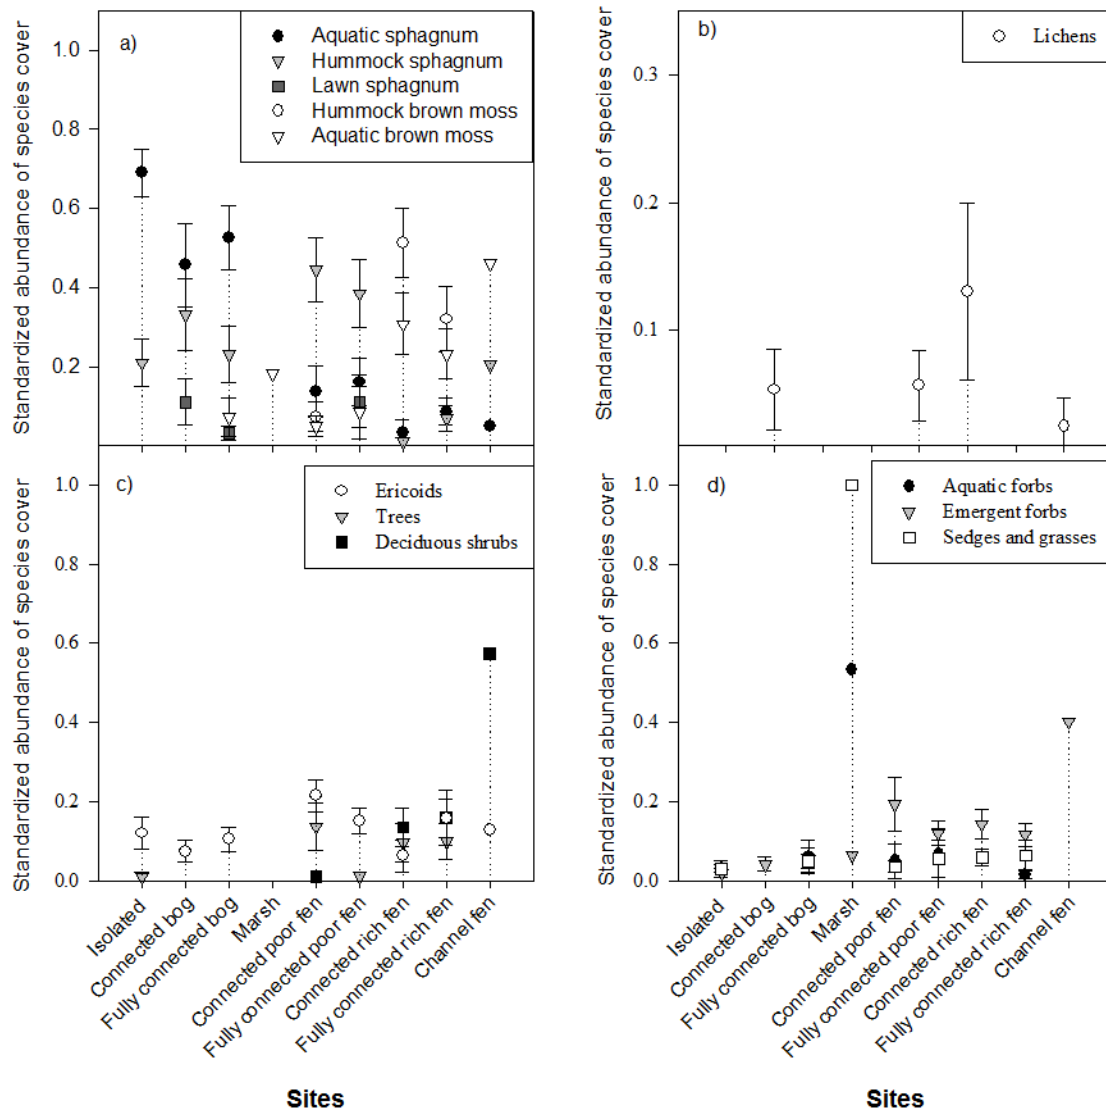 a)
Aquatic sphagnum
Hummock sphagnum
Lawn sphagnum
Hummock brown moss
Aquatic brown moss
Standardized abundance of species cover
1.0
0.8
0.6
0.4
0.2
b)
Lichens
Standardized abundance of species cover
0.3
0.2
0.1
c)
Ericoids
Trees
Deciduous shrubs
Standardized abundance of species cover
1.0
0.8
0.6
0.4
0.2
0.0
Isolated
Connected bog
Fully connected bog
Marsh
Connected poor fen
Fully connected poor fen
Connected rich fen
Fully connected rich fen
Channel fen
Sites
d)
Aquatic forbs
Emergent forbs
Sedges and grasses
Standardized abundance of species cover
1.0
0.8
0.6
0.4
0.2
0.0
Isolated
Connected bog
Fully connected bog
Marsh
Connected poor fen
Fully connected poor fen
Connected rich fen
Fully connected rich fen
Channel fen
Sites